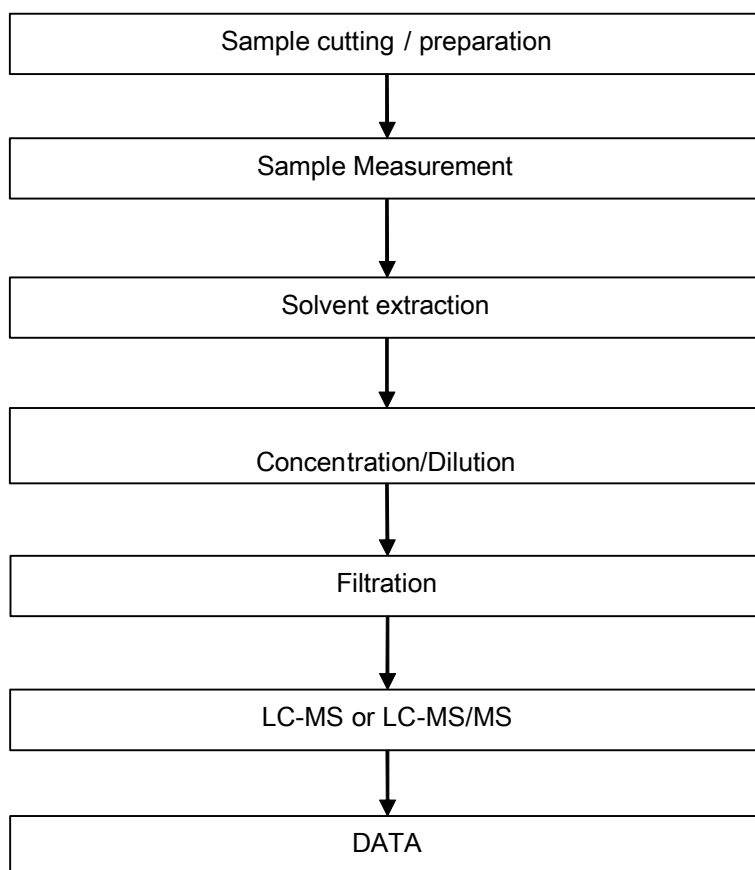 Sample cutting / preparation
Sample Measurement
Solvent extraction
Concentration/Dilution
Filtration
LC-MS or LC-MS/MS
DATA